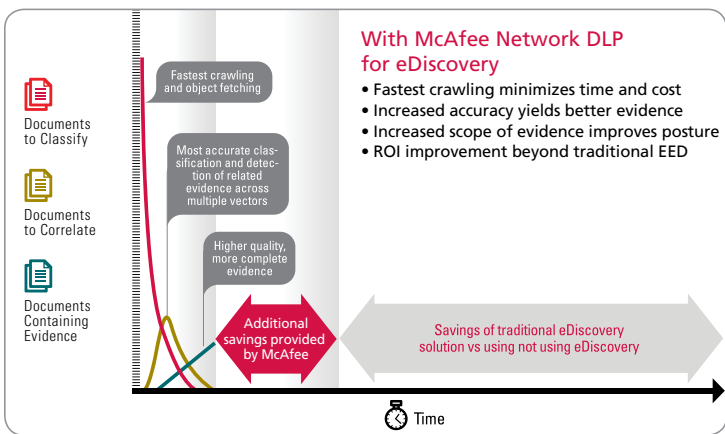 With McAfee Network DLP
for eDiscovery
• Fastest crawling minimizes time and cost
• Increased accuracy yields better evidence
• Increased scope of evidence improves posture
• ROI improvement beyond traditional EED
Documents
to Classify
Documents
to Correlate
Documents
Containing
Evidence
Fastest crawling
and object fetching
Most accurate clas-
sification and detec-
tion of related
evidence across
multiple vectors
Higher quality,
more complete
evidence
Additional
savings provided
by McAfee
Savings of traditional eDiscovery
solution vs using not using eDiscovery
Time